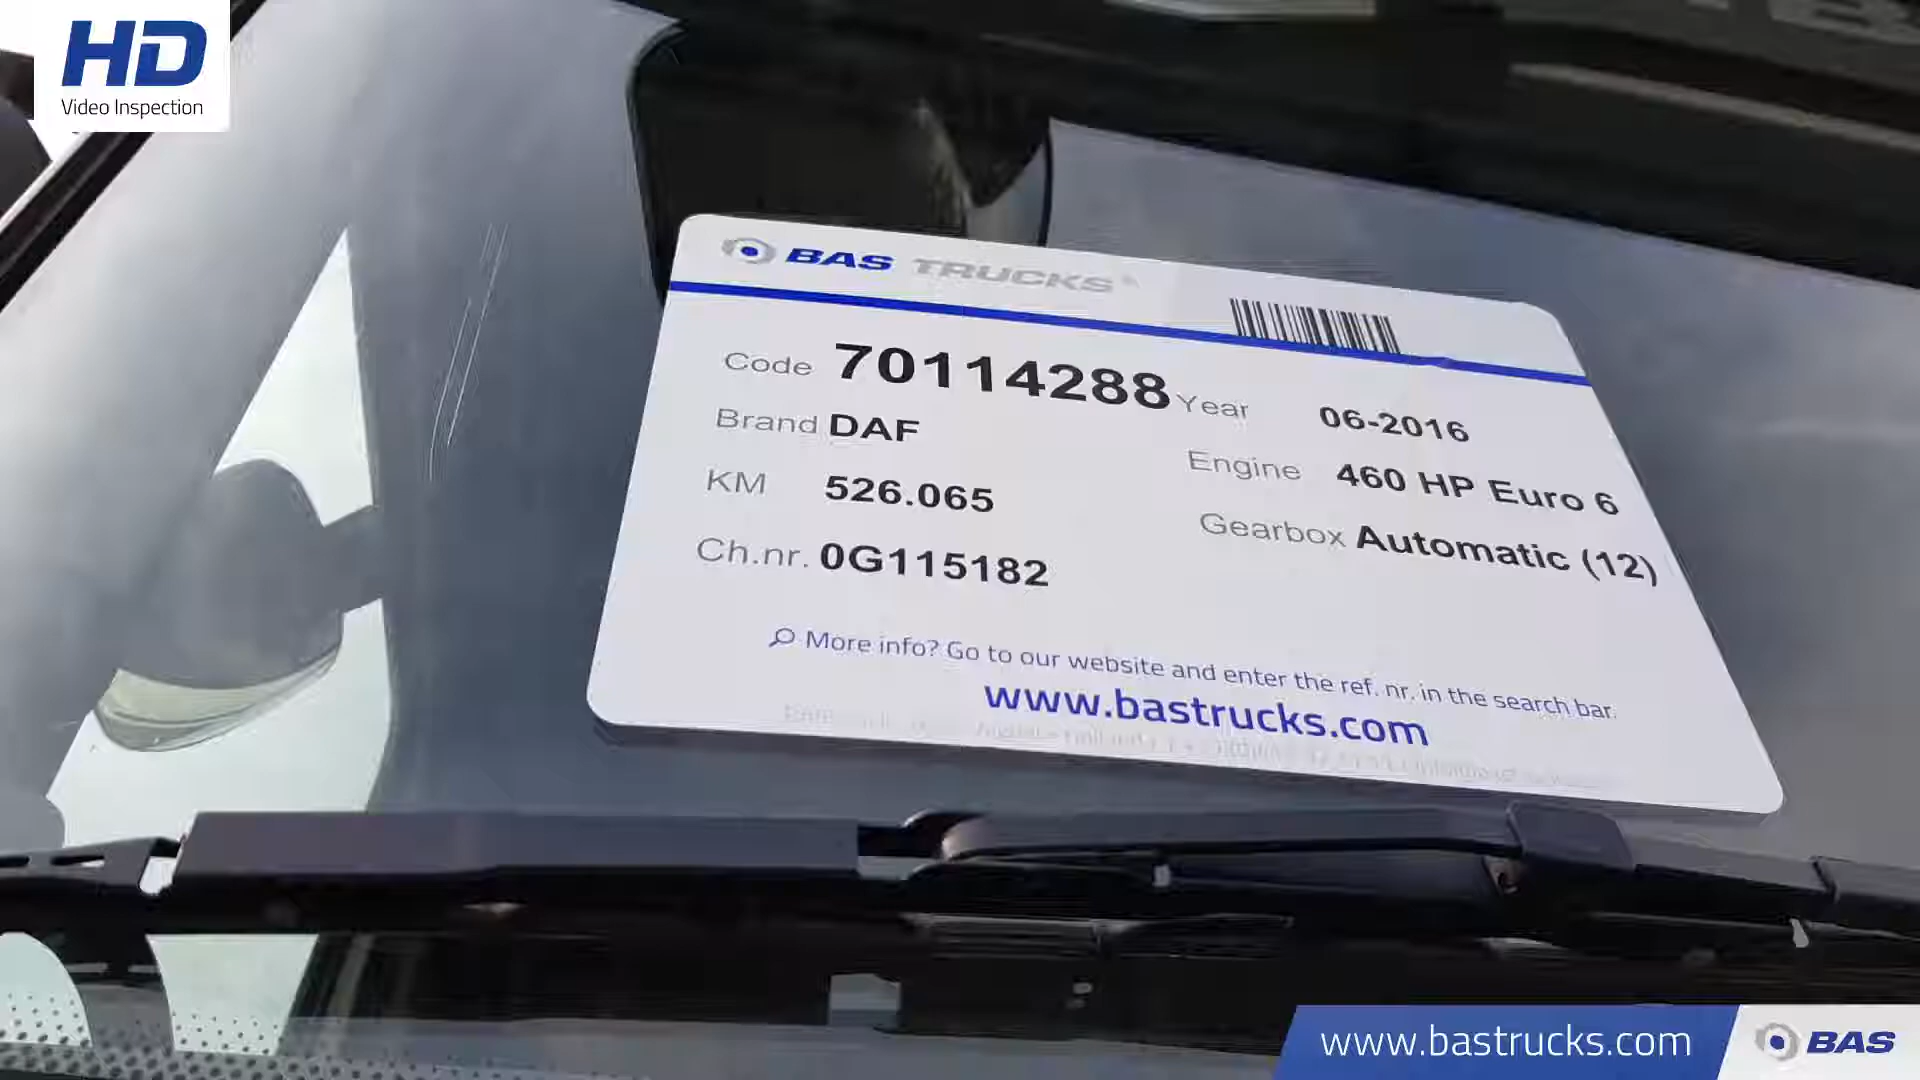 HD
Video Inspection
BAS TRUCKS
Code 70114288 Year 06-2016
Brand DAF
Engine 460 HP Euro 6
KM 526.065
Gearbox Automatic (12)
Ch.nr. 0G115182
More info? Go to our website and enter the ref. nr. in the search bar.
www.bastrucks.com
www.bastrucks.com
BAS